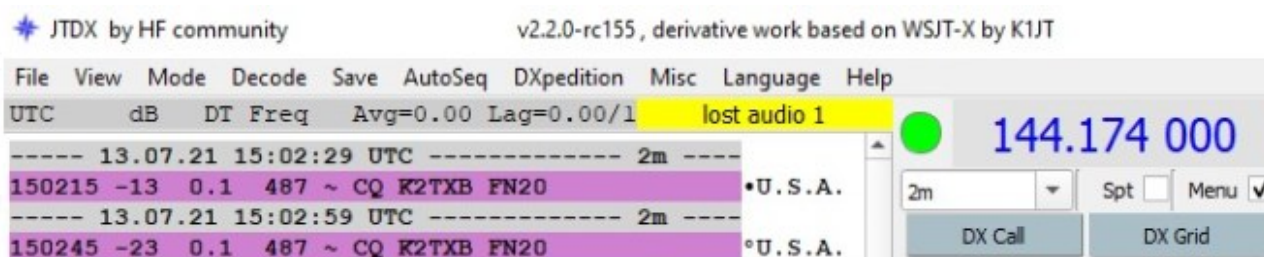 JTDX by HF community v2.2.0-rc155 , derivative work based on WSJT-X by K1JT
File View Mode Decode Save AutoSeq DXpedition Misc Language Help
UTC dB DT Freq Avg=0.00 Lag=0.00/1 lost audio 1
144.174 000
----- 13.07.21 15:02:29 UTC ------------- 2m ----
150215 -13 0.1 487 ~ CQ K2TXB FN20 •U.S.A.
2m Spt Menu
----- 13.07.21 15:02:59 UTC ------------- 2m ----
DX Call DX Grid
150245 -23 0.1 487 ~ CQ K2TXB FN20 °U.S.A.